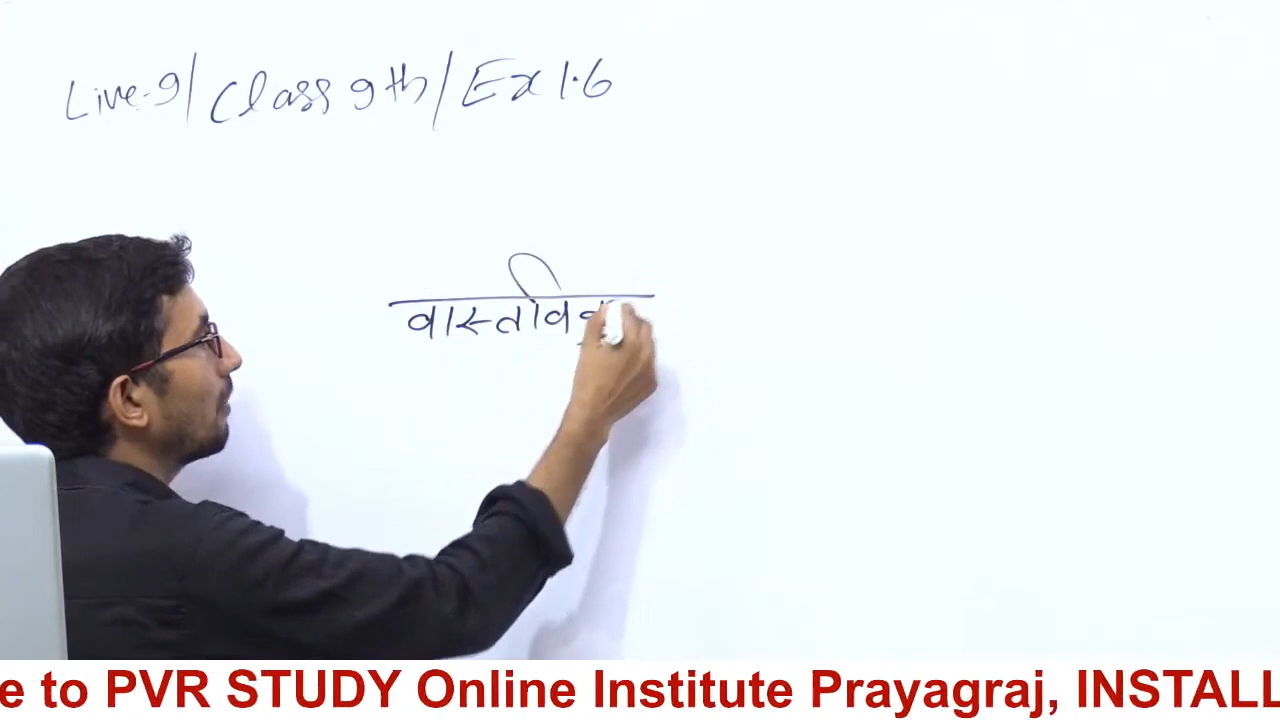 Live-9/ Class 9th / Ex 1.6
वास्तविक
e to PVR STUDY Online Institute Prayagraj, INSTALL